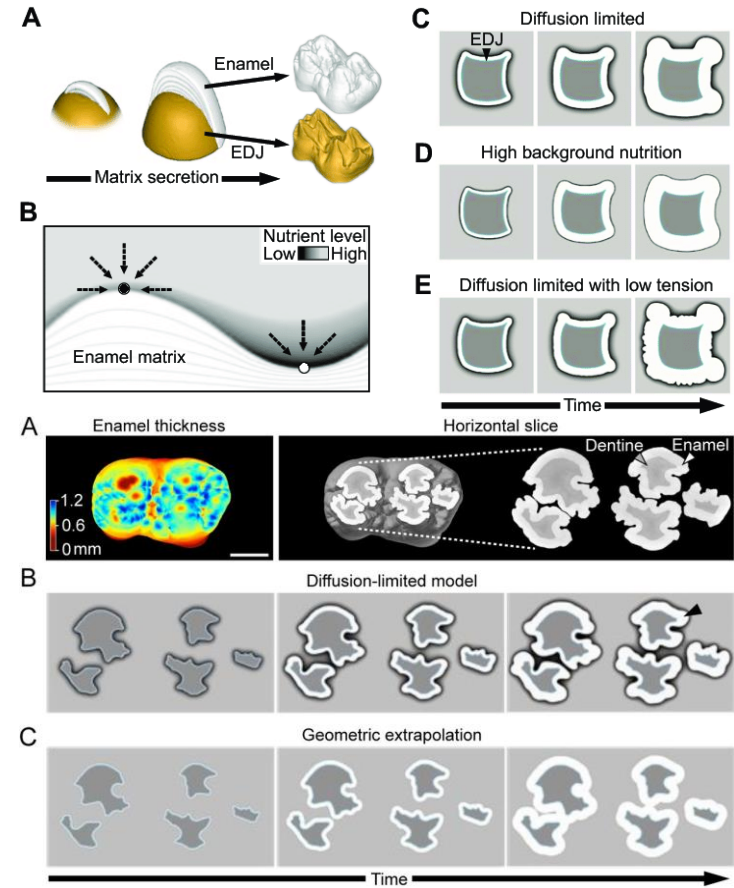 A
Enamel
EDJ
Matrix secretion
B
Nutrient level
Low High
Enamel matrix
C
Diffusion limited
EDJ
D
High background nutrition
E
Diffusion limited with low tension
Time
A
Enamel thickness
Horizontal slice
1.2
0.6
0 mm
Dentine
Enamel
B
Diffusion-limited model
C
Geometric extrapolation
Time